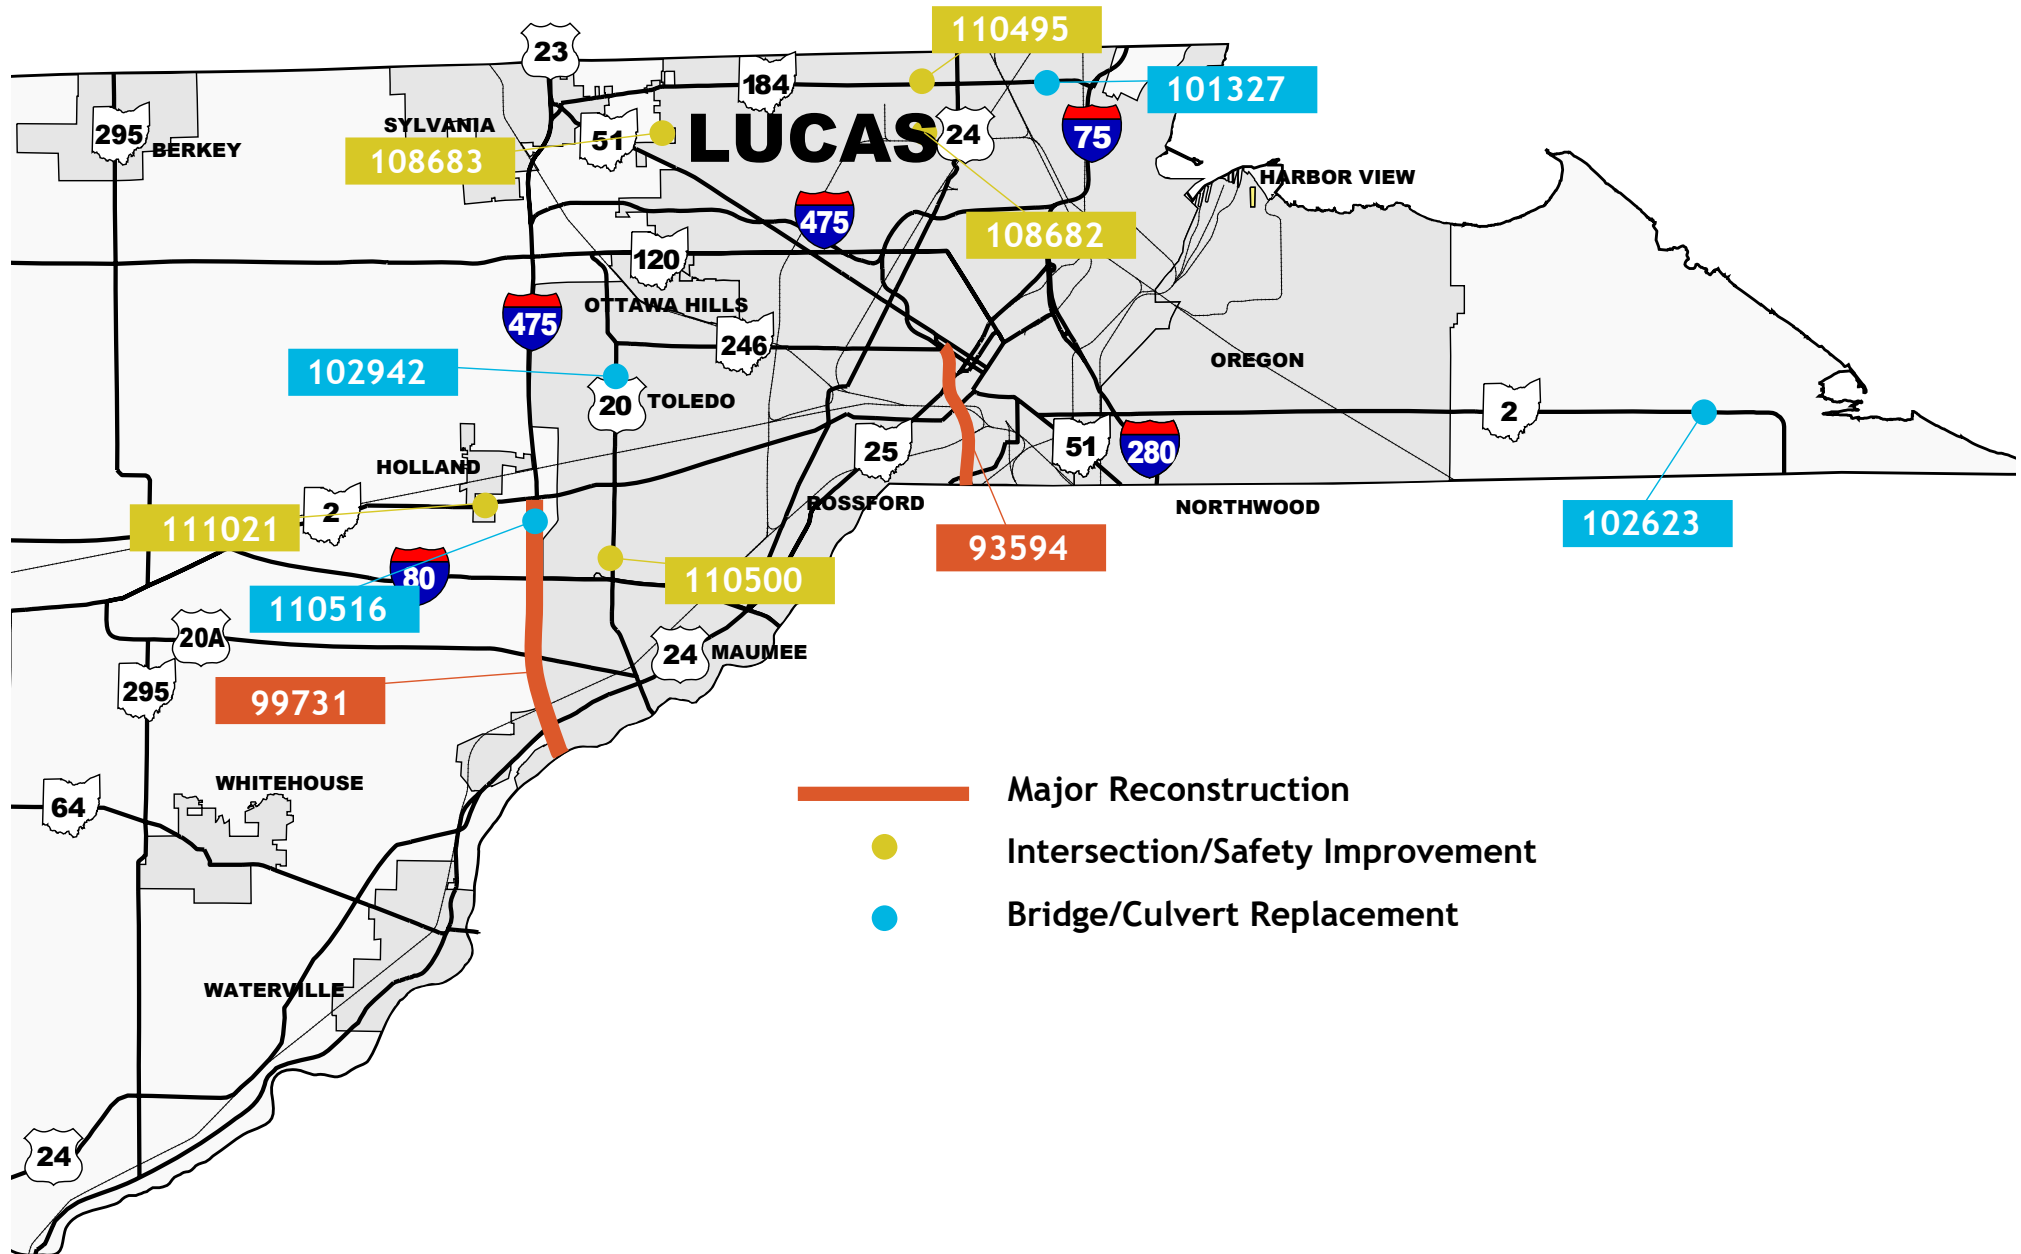 110495
23
184
101327
295
SYLVANIA
51
LUCAS
24
75
BERKEY
108683
HARBOR VIEW
475
108682
120
OTTAWA HILLS
475
246
OREGON
102942
20
TOLEDO
2
25
51
280
HOLLAND
2
ROSSFORD
NORTHWOOD
111021
102623
93594
80
110500
110516
20A
24
MAUMEE
295
99731
WHITEHOUSE
64
Major Reconstruction
Intersection/Safety Improvement
Bridge/Culvert Replacement
WATERVILLE
24